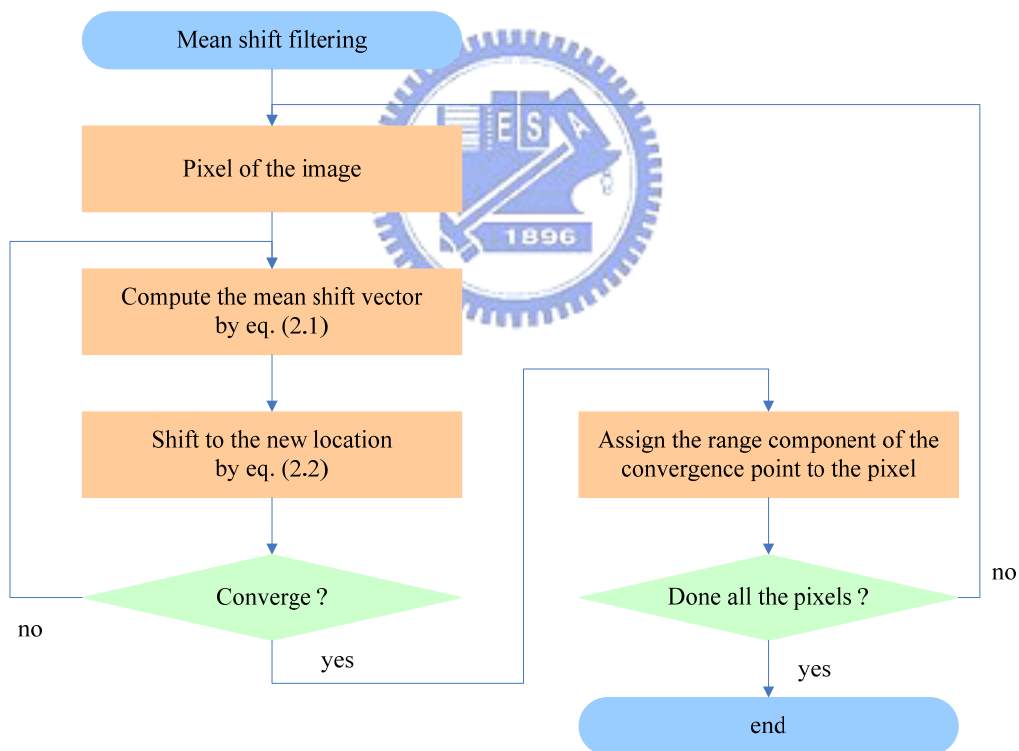 Mean shift filtering
Pixel of the image
Compute the mean shift vector
by eq. (2.1)
Shift to the new location
by eq. (2.2)
Converge ?
no
yes
Assign the range component of the
convergence point to the pixel
Done all the pixels ?
no
yes
end
E S A
1896